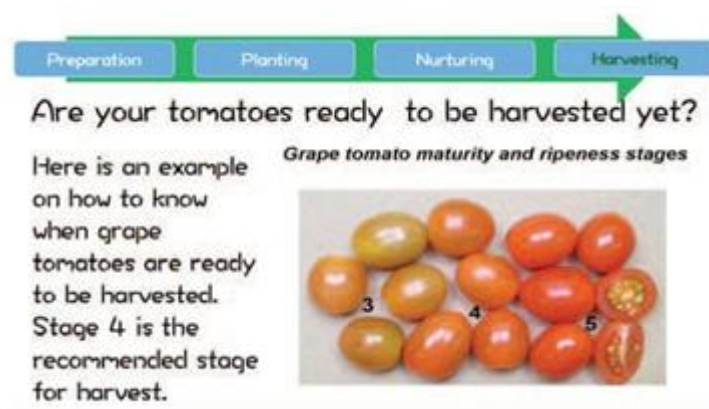 Preparation Planting Nurturing Harvesting
Are your tomatoes ready to be harvested yet?
Grape tomato maturity and ripeness stages
Here is an example
on how to know
when grape
tomatoes are ready
to be harvested.
Stage 4 is the
recommended stage
for harvest.
3 4 5